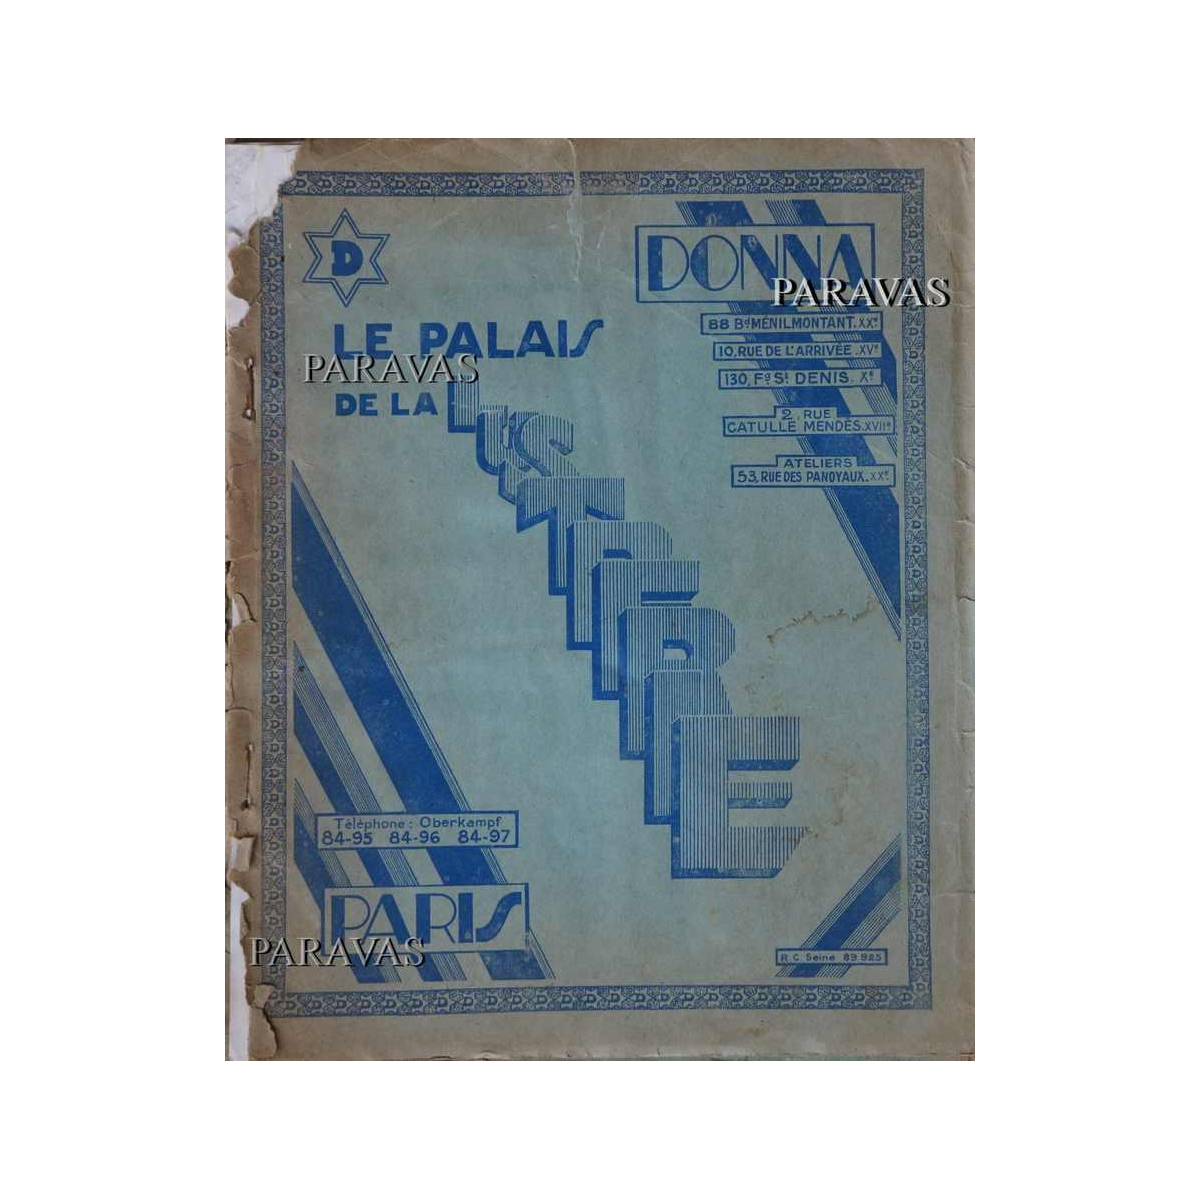 D
DONNA
PARAVAS
88 Bd MÉNILMONTANT. XXe
10, RUE DE L'ARRIVÉE. XVe
130, Fg St DENIS. Xe
2, RUE
CATULLE MENDÈS. XVIIe
ATELIERS
53, RUE DES PANOYAUX. XXe
LE PALAIS
PARAVAS
DE LA
LUSTRERIE
Téléphone : Oberkampf
84-95 84-96 84-97
PARIS
PARAVAS
R.C. Seine 89.925